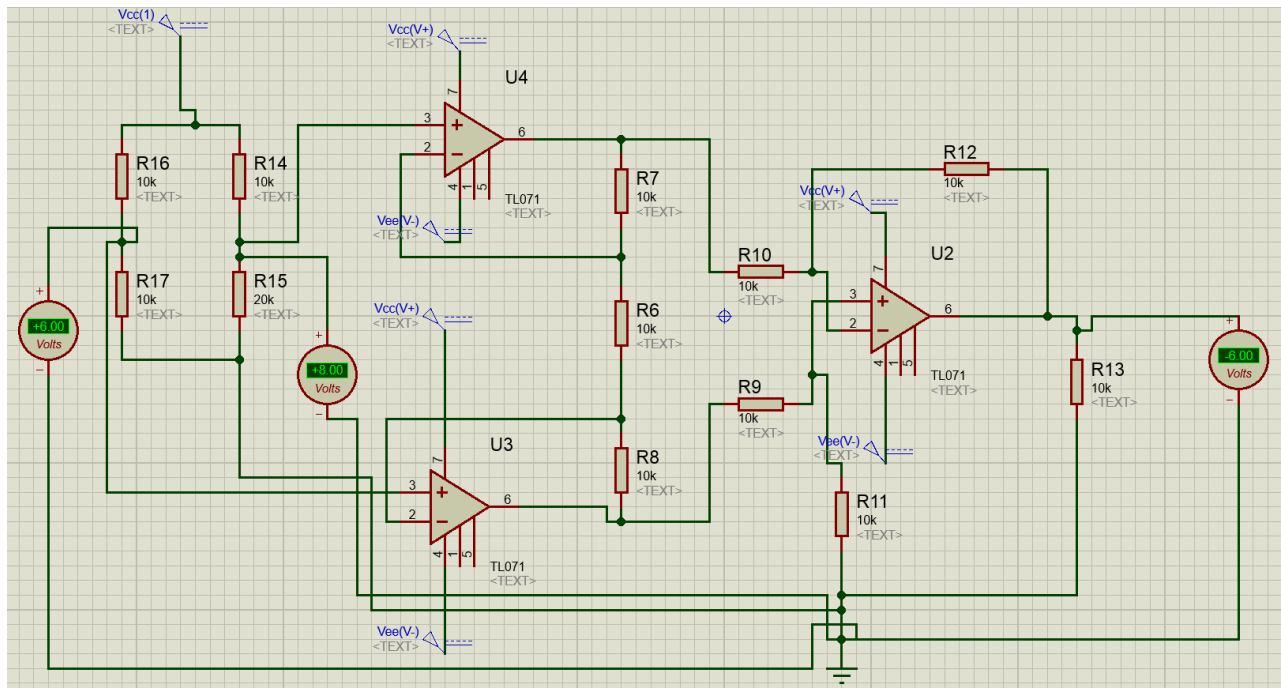 Vcc(1)
<TEXT>
Vcc(V+)
<TEXT>
U4
7
3
2
6
4
1
5
TL071
<TEXT>
Vee(V-)
<TEXT>
R16
10k
<TEXT>
R14
10k
<TEXT>
R17
10k
<TEXT>
R15
20k
<TEXT>
+
+6.00
Volts
−
+
+8.00
Volts
−
R7
10k
<TEXT>
R6
10k
<TEXT>
R8
10k
<TEXT>
Vcc(V+)
<TEXT>
U3
7
3
2
6
4
1
5
TL071
<TEXT>
Vee(V-)
<TEXT>
R10
10k
<TEXT>
R9
10k
<TEXT>
R12
10k
<TEXT>
Vcc(V+)
<TEXT>
U2
7
3
2
6
4
1
5
TL071
<TEXT>
Vee(V-)
<TEXT>
R11
10k
<TEXT>
R13
10k
<TEXT>
+
-6.00
Volts
−